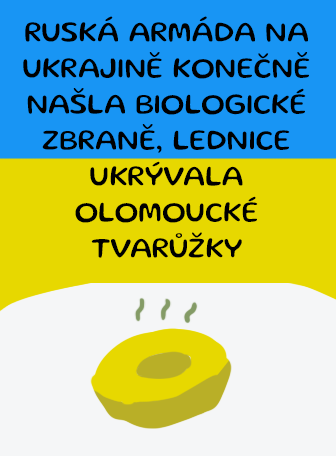 RUSKÁ ARMÁDA NA
UKRAJINĚ KONEČNĚ
NAŠLA BIOLOGICKÉ
ZBRANĚ, LEDNICE
UKRÝVALA
OLOMOUCKÉ
TVARŮŽKY